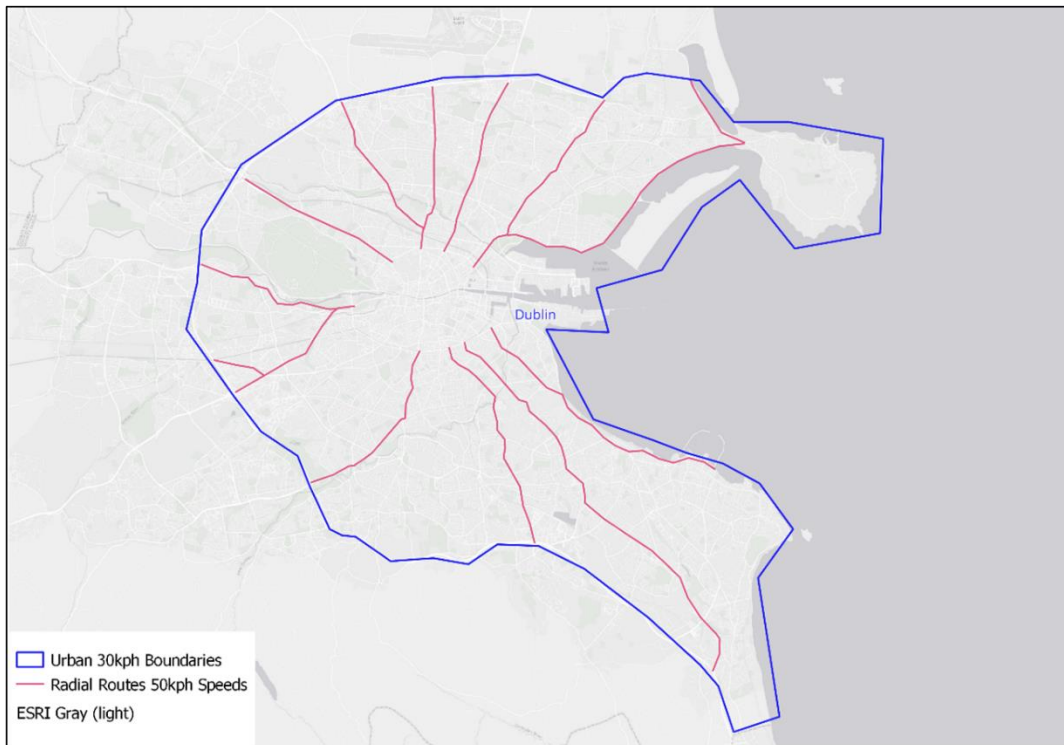 Dublin
Urban 30kph Boundaries
Radial Routes 50kph Speeds
ESRI Gray (light)